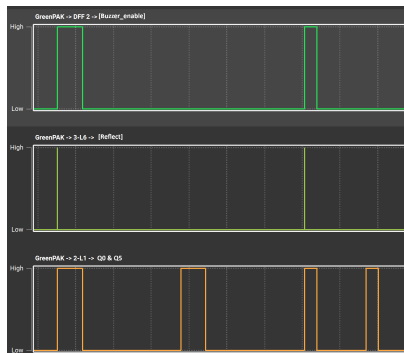 GreenPAK -> DFF 2 -> [Buzzer_enable]
High
Low
GreenPAK -> 3-L6 -> [Reflect]
High
Low
GreenPAK -> 2-L1 -> Q0 & Q5
High
Low